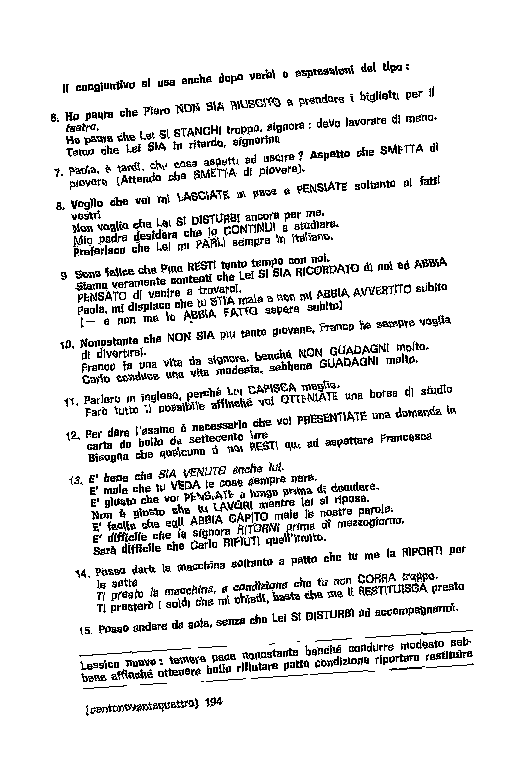 Il congiuntivo si usa anche dopo verbi o espressioni del tipo:
6. Ho paura che Piero NON SIA RIUSCITO a prendere i biglietti per il
teatro.
Ho paura che Lei SI STANCHI troppo, signora: deve lavorare di meno.
Temo che Lei SIA in ritardo, signorina
7. Paola, è tardi, che cosa aspetti ad uscire? Aspetto che SMETTA di
piovere (Attendo che SMETTA di piovere).
8. Voglio che voi mi LASCIATE in pace e PENSIATE soltanto ai fatti
vostri
Non voglio che Lei SI DISTURBI ancora per me.
Mio padre desidera che io CONTINUI a studiare.
Preferisco che Lei mi PARLI sempre in italiano.
9 Sono felice che Pino RESTI tanto tempo con noi.
Siamo veramente contenti che Lei SI SIA RICORDATO di noi ed ABBIA
PENSATO di venire a trovarci.
Paola, mi dispiace che tu STIA male e non mi ABBIA AVVERTITO subito
(— e non me lo ABBIA FATTO sapere subito)
10. Nonostante che NON SIA più tanto giovane, Franco ha sempre voglia
di divertirsi.
Franco fa una vita da signore, benché NON GUADAGNI molto.
Carlo conduce una vita modesta, sebbene GUADAGNI molto.
11. Parlerò in inglese, perché Lei CAPISCA meglio.
Farò tutto il possibile affinché voi OTTENIATE una borsa di studio
12. Per dare l'esame è necessario che voi PRESENTIATE una domanda in
carta da bollo da settecento lire
Bisogna che qualcuno di noi RESTI qui ad aspettare Francesca
13. E' bene che SIA VENUTO anche lui.
E' male che tu VEDA le cose sempre nere.
E' giusto che voi PENSIATE a lungo prima di decidere.
Non è giusto che tu LAVORI mentre lei si riposa.
E' facile che egli ABBIA CAPITO male le nostre parole.
E' difficile che la signora RITORNI prima di mezzogiorno.
Sarà difficile che Carlo RIFIUTI quell'invito.
14. Posso darti la macchina soltanto a patto che tu me la RIPORTI per
le sette
Ti presto la macchina, a condizione che tu non CORRA troppo.
Ti presterò i soldi che mi chiedi, basta che me li RESTITUISCA presto
15. Posso andare da sola, senza che Lei SI DISTURBI ad accompagnarmi.
Lessico nuovo: temere pace nonostante benché condurre modesto seb-
bene affinché ottenere bollo rifiutare patto condizione riportare restituire
(centonovantaquattro) 194